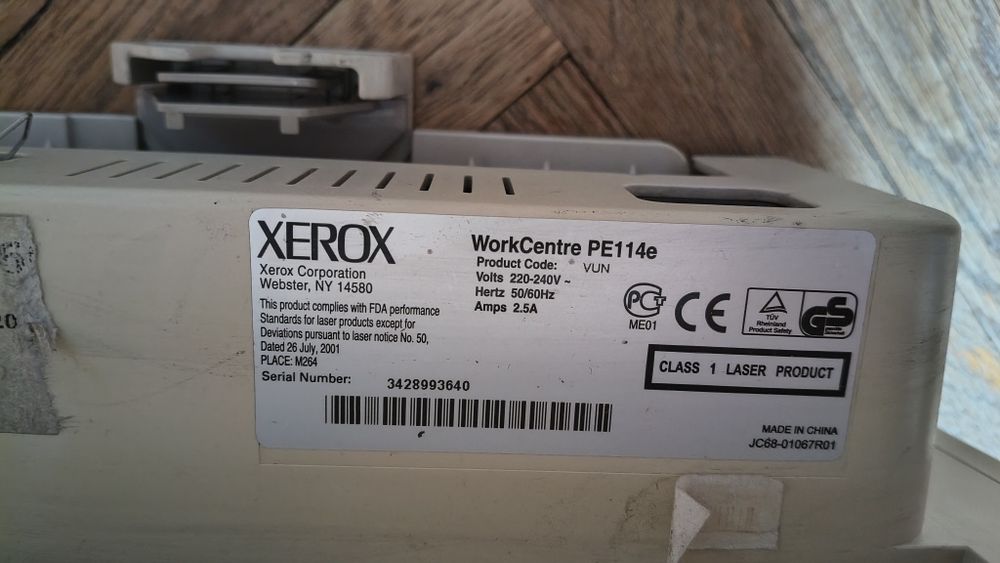 XEROX
Xerox Corporation
Webster, NY 14580
This product complies with FDA performance
Standards for laser products except for
Deviations pursuant to laser notice No. 50,
Dated 26 July, 2001
PLACE: M264
Serial Number: 3428993640
WorkCentre PE114e
Product Code: VUN
Volts 220-240V ~
Hertz 50/60Hz
Amps 2.5A
PCT
ME01
CE
TÜV
Rheinland
Product Safety
GS
CLASS 1 LASER PRODUCT
MADE IN CHINA
JC68-01067R01